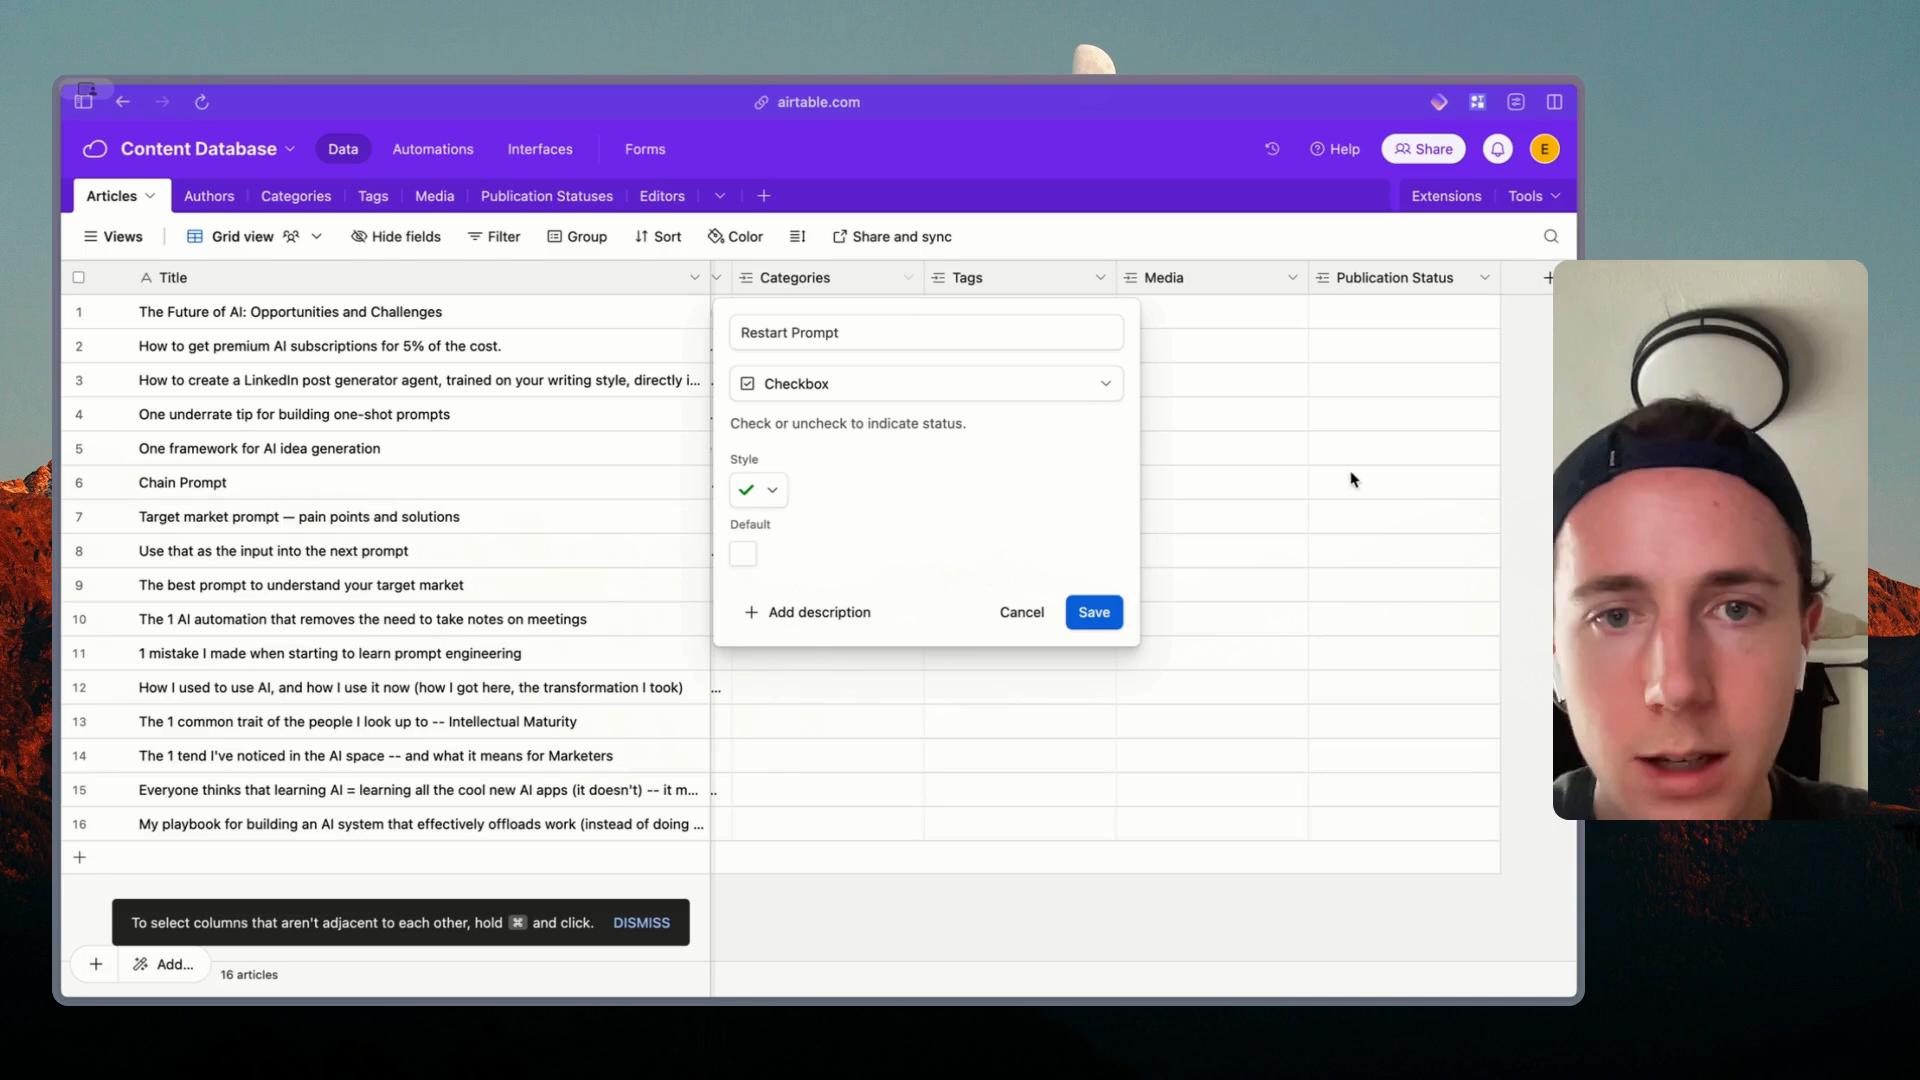 airtable.com
Content Database Data Automations Interfaces Forms Help Share E
Articles Authors Categories Tags Media Publication Statuses Editors Extensions Tools
Views Grid view Hide fields Filter Group Sort Color Share and sync
Title Categories Tags Media Publication Status
1 The Future of AI: Opportunities and Challenges
2 How to get premium AI subscriptions for 5% of the cost.
3 How to create a LinkedIn post generator agent, trained on your writing style, directly i...
4 One underrate tip for building one-shot prompts
5 One framework for AI idea generation
6 Chain Prompt
7 Target market prompt — pain points and solutions
8 Use that as the input into the next prompt
9 The best prompt to understand your target market
10 The 1 AI automation that removes the need to take notes on meetings
11 1 mistake I made when starting to learn prompt engineering
12 How I used to use AI, and how I use it now (how I got here, the transformation I took) ...
13 The 1 common trait of the people I look up to -- Intellectual Maturity
14 The 1 tend I've noticed in the AI space -- and what it means for Marketers
15 Everyone thinks that learning AI = learning all the cool new AI apps (it doesn't) -- it m... ..
16 My playbook for building an AI system that effectively offloads work (instead of doing ...
Restart Prompt
Checkbox
Check or uncheck to indicate status.
Style
Default
Add description Cancel Save
To select columns that aren't adjacent to each other, hold ⌘ and click. DISMISS
Add... 16 articles